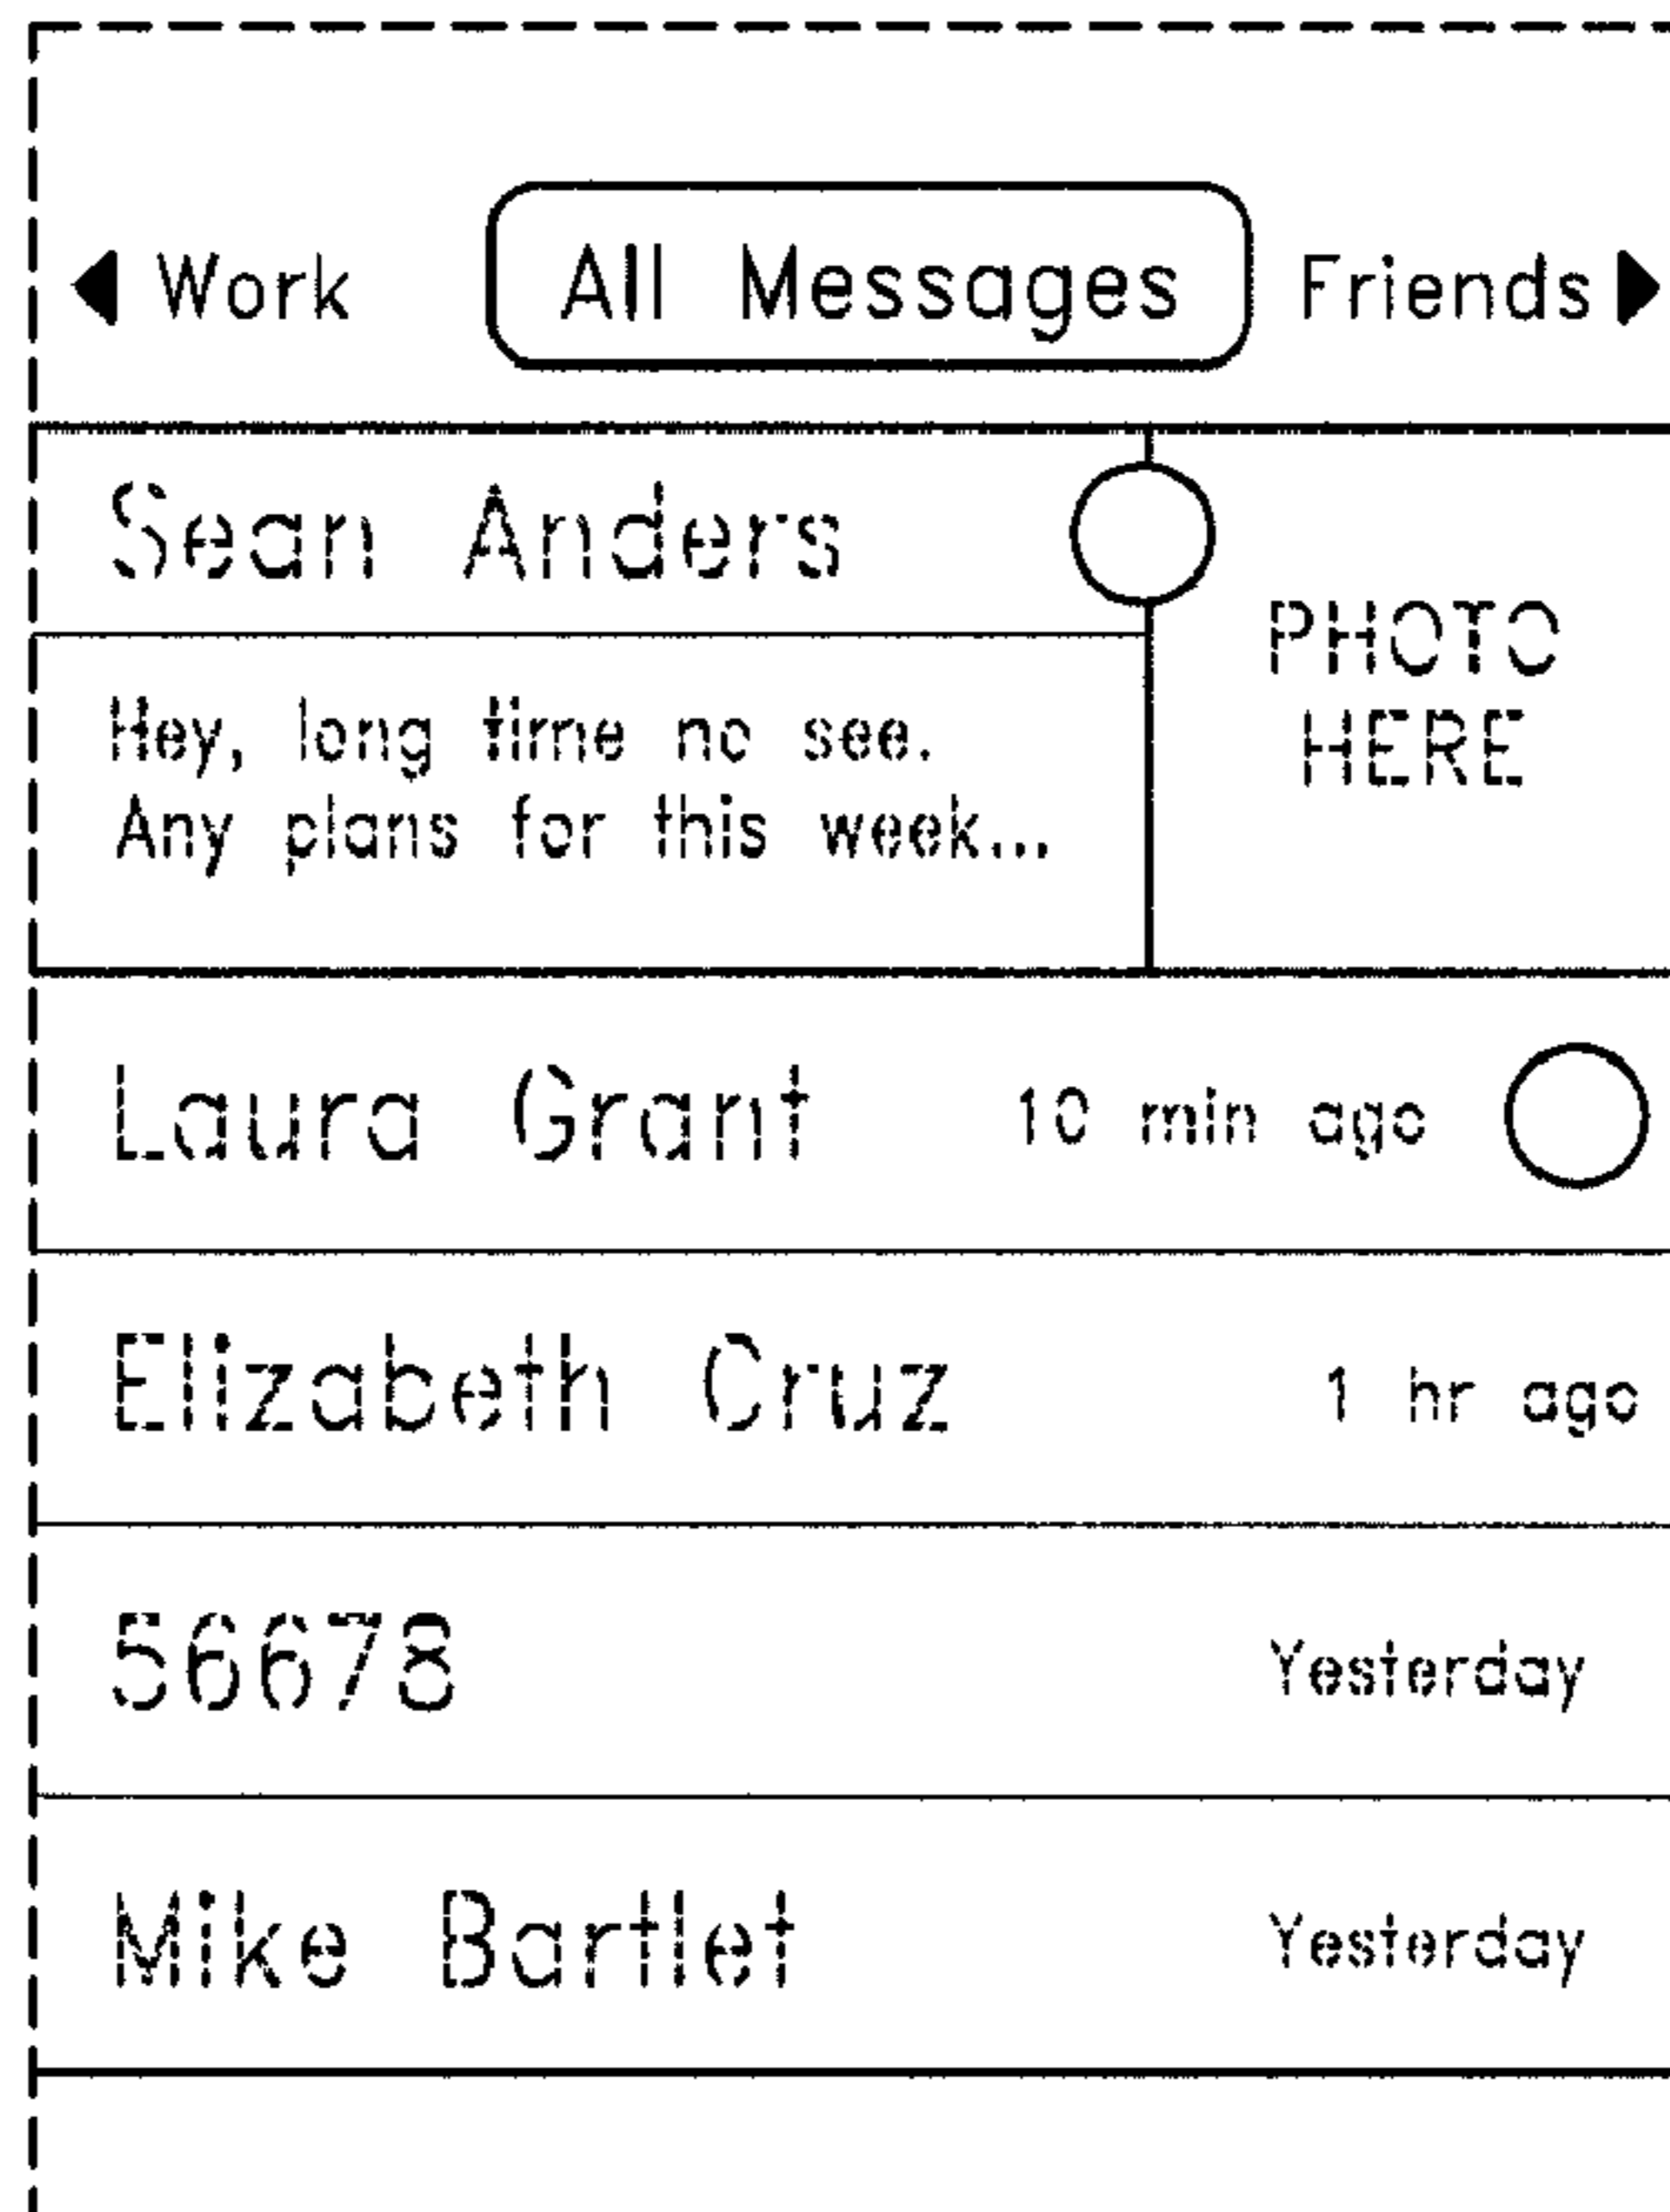 Work All Messages Friends
Sean Anders
PHOTO
HERE
Hey, long time no see.
Any plans for this week...
Laura Grant 10 min ago
Elizabeth Cruz 1 hr ago
56678 Yesterday
Mike Bartlet Yesterday